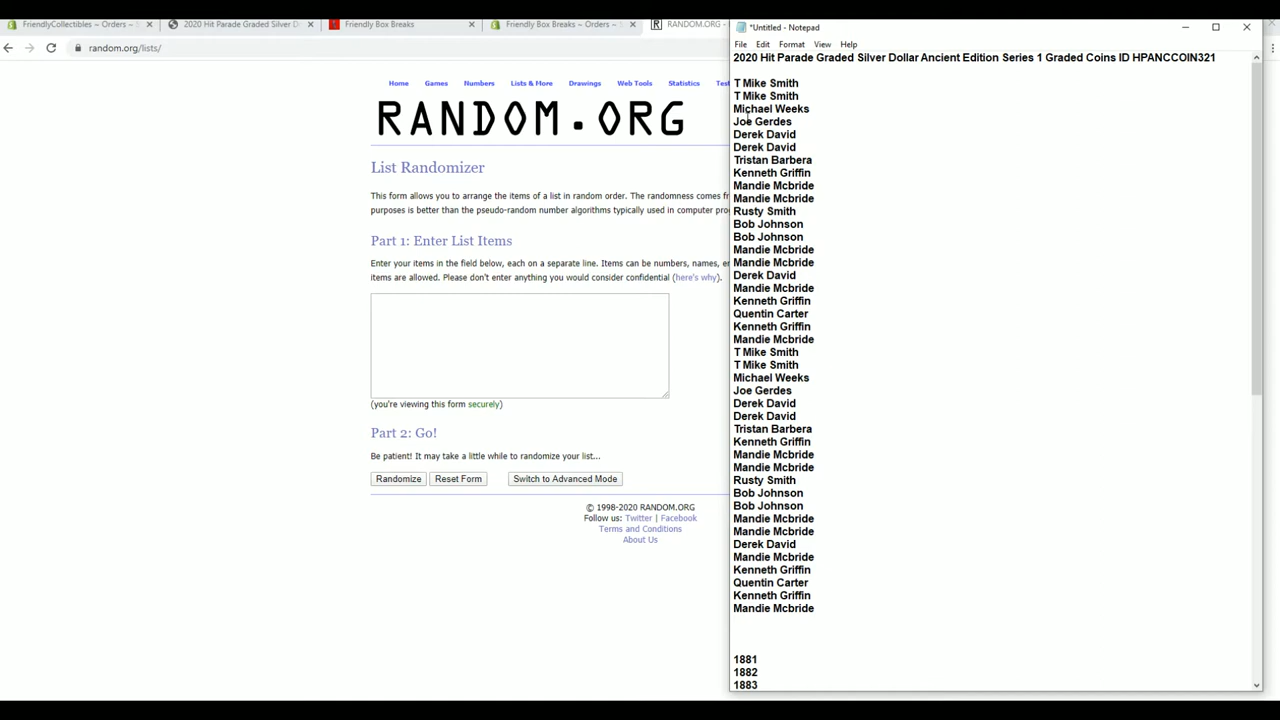 FriendlyCollectibles ~ Orders ~ S
2020 Hit Parade Graded Silver D
Friendly Box Breaks
Friendly Box Breaks ~ Orders ~
RANDOM.ORG -
random.org/lists/
Home
Games
Numbers
Lists & More
Drawings
Web Tools
Statistics
RANDOM.ORG
List Randomizer
This form allows you to arrange the items of a list in random order. The randomness comes
purposes is better than the pseudo-random number algorithms typically used in computer
Part 1: Enter List Items
Enter your items in the field below, each on a separate line. Items can be numbers, names,
items are allowed. Please don't enter anything you would consider confidential (here's why).
(you're viewing this form securely)
Part 2: Go!
Be patient! It may take a little while to randomize your list...
Randomize
Reset Form
Switch to Advanced Mode
© 1998-2020 RANDOM.ORG
Follow us: Twitter | Facebook
Terms and Conditions
About Us
*Untitled - Notepad
File Edit Format View Help
2020 Hit Parade Graded Silver Dollar Ancient Edition Series 1 Graded Coins ID HPANCCOIN321
T Mike Smith
T Mike Smith
Michael Weeks
Joe Gerdes
Derek David
Derek David
Tristan Barbera
Kenneth Griffin
Mandie Mcbride
Mandie Mcbride
Rusty Smith
Bob Johnson
Bob Johnson
Mandie Mcbride
Mandie Mcbride
Derek David
Mandie Mcbride
Kenneth Griffin
Quentin Carter
Kenneth Griffin
Mandie Mcbride
T Mike Smith
T Mike Smith
Michael Weeks
Joe Gerdes
Derek David
Derek David
Tristan Barbera
Kenneth Griffin
Mandie Mcbride
Mandie Mcbride
Rusty Smith
Bob Johnson
Bob Johnson
Mandie Mcbride
Mandie Mcbride
Derek David
Mandie Mcbride
Kenneth Griffin
Quentin Carter
Kenneth Griffin
Mandie Mcbride
1881
1882
1883